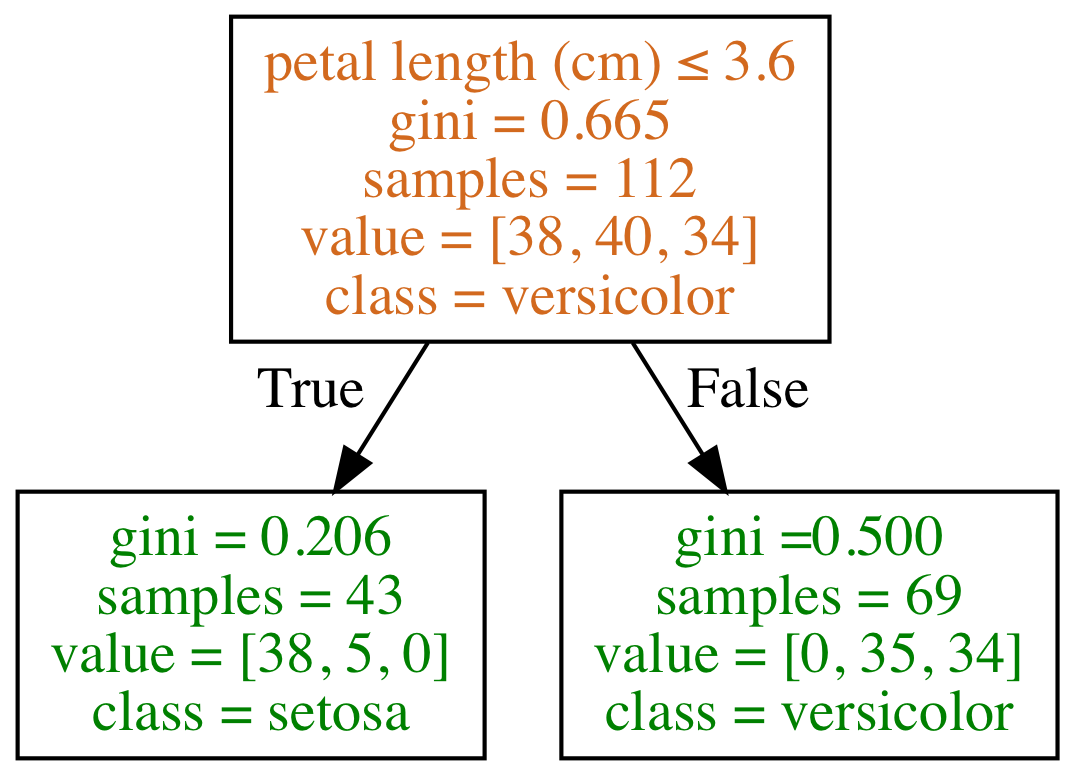 petal length (cm) ≤ 3.6
gini = 0.665
samples = 112
value = [38, 40, 34]
class = versicolor
True
False
gini = 0.206
samples = 43
value = [38, 5, 0]
class = setosa
gini =0.500
samples = 69
value = [0, 35, 34]
class = versicolor